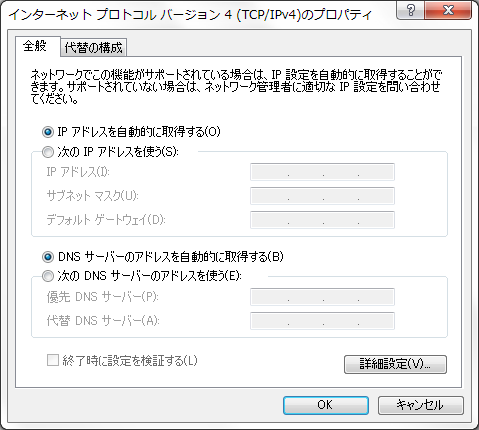 インターネット プロトコル バージョン 4 (TCP/IPv4)のプロパティ
全般
代替の構成
ネットワークでこの機能がサポートされている場合は、IP 設定を自動的に取得することがで
きます。サポートされていない場合は、ネットワーク管理者に適切な IP 設定を問い合わせ
てください。
IP アドレスを自動的に取得する(O)
次の IP アドレスを使う(S):
IP アドレス(I):
サブネット マスク(U):
デフォルト ゲートウェイ(D):
DNS サーバーのアドレスを自動的に取得する(B)
次の DNS サーバーのアドレスを使う(E):
優先 DNS サーバー(P):
代替 DNS サーバー(A):
終了時に設定を検証する(L)
詳細設定(V)...
OK
キャンセル